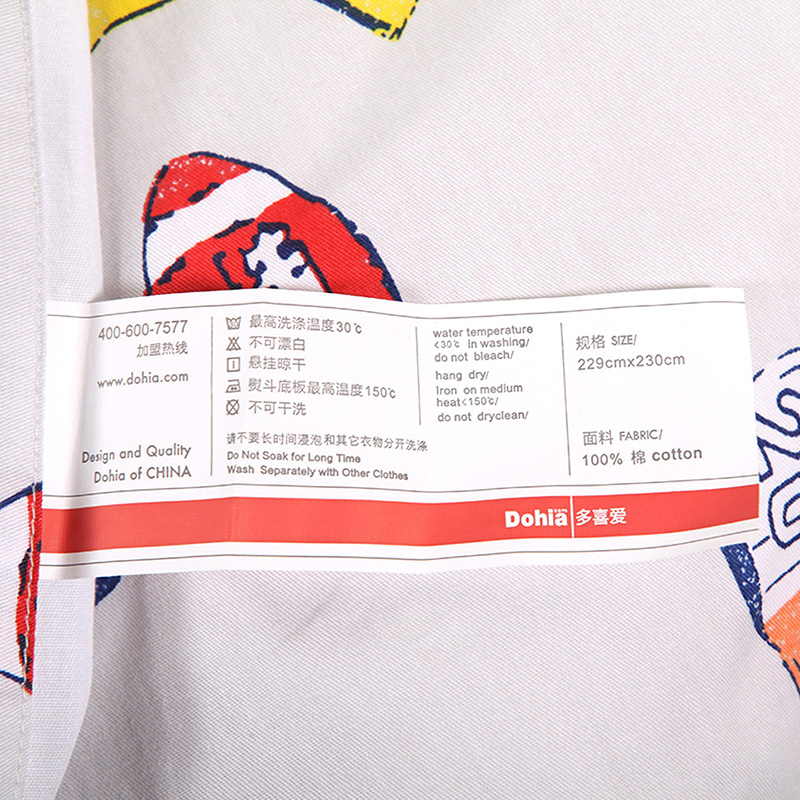 400-600-7577
加盟热线
www.dohia.com
Design and Quality
Dohia of CHINA
最高洗涤温度30℃
不可漂白
悬挂晾干
熨斗底板最高温度150℃
不可干洗
请不要长时间浸泡和其它衣物分开洗涤
Do Not Soak for Long Time
Wash Separately with Other Clothes
water temperature
<30℃ in washing/
do not bleach/
hang dry/
Iron on medium
heat<150℃/
do not dryclean/
规格 SIZE/
229cmx230cm
面料 FABRIC/
100% 棉 cotton
Dohia 多喜爱